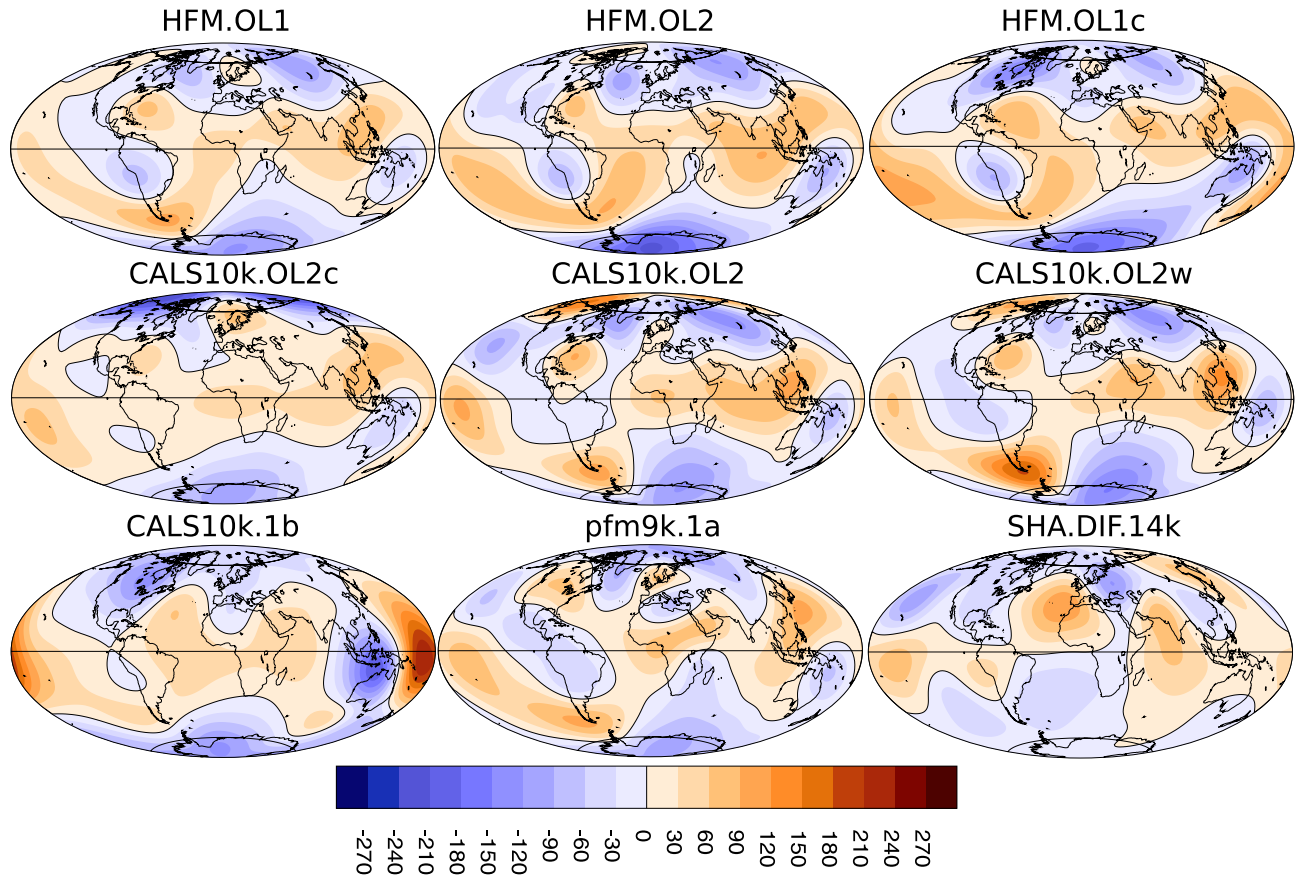 HFM.OL1 HFM.OL2 HFM.OL1c
CALS10k.OL2c CALS10k.OL2 CALS10k.OL2w
CALS10k.1b pfm9k.1a SHA.DIF.14k
-270 -240 -210 -180 -150 -120 -90 -60 -30 0 30 60 90 120 150 180 210 240 270